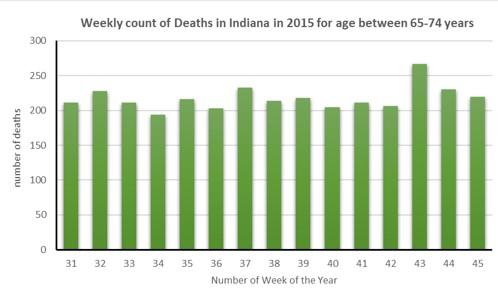 Weekly count of Deaths in Indiana in 2015 for age between 65-74 years
number of deaths
300
250
200
150
100
50
0
31 32 33 34 35 36 37 38 39 40 41 42 43 44 45
Number of Week of the Year